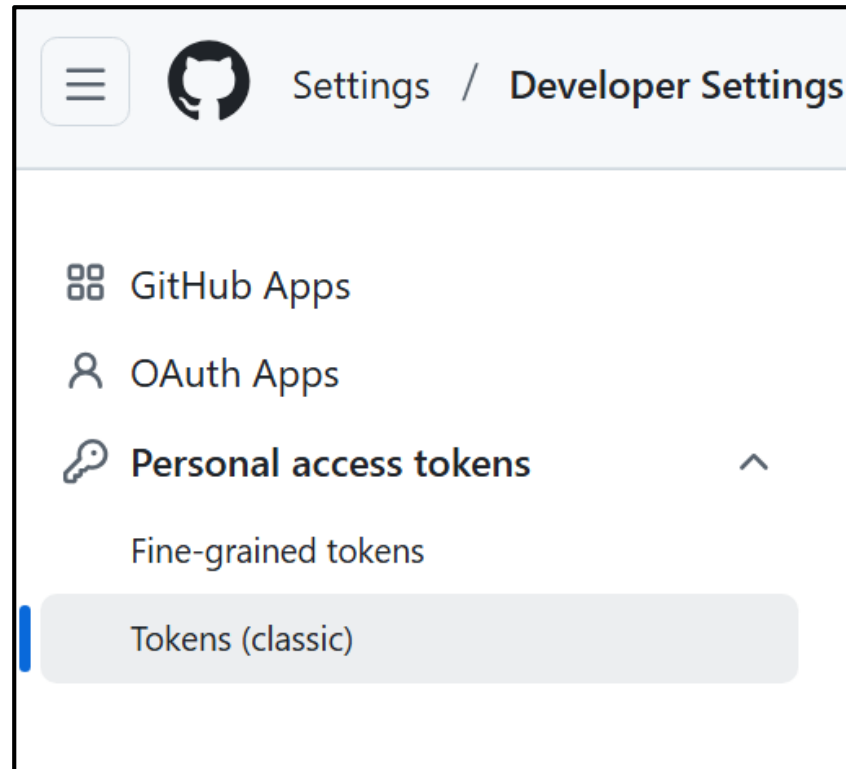 Settings / Developer Settings
GitHub Apps
OAuth Apps
Personal access tokens
Fine-grained tokens
Tokens (classic)